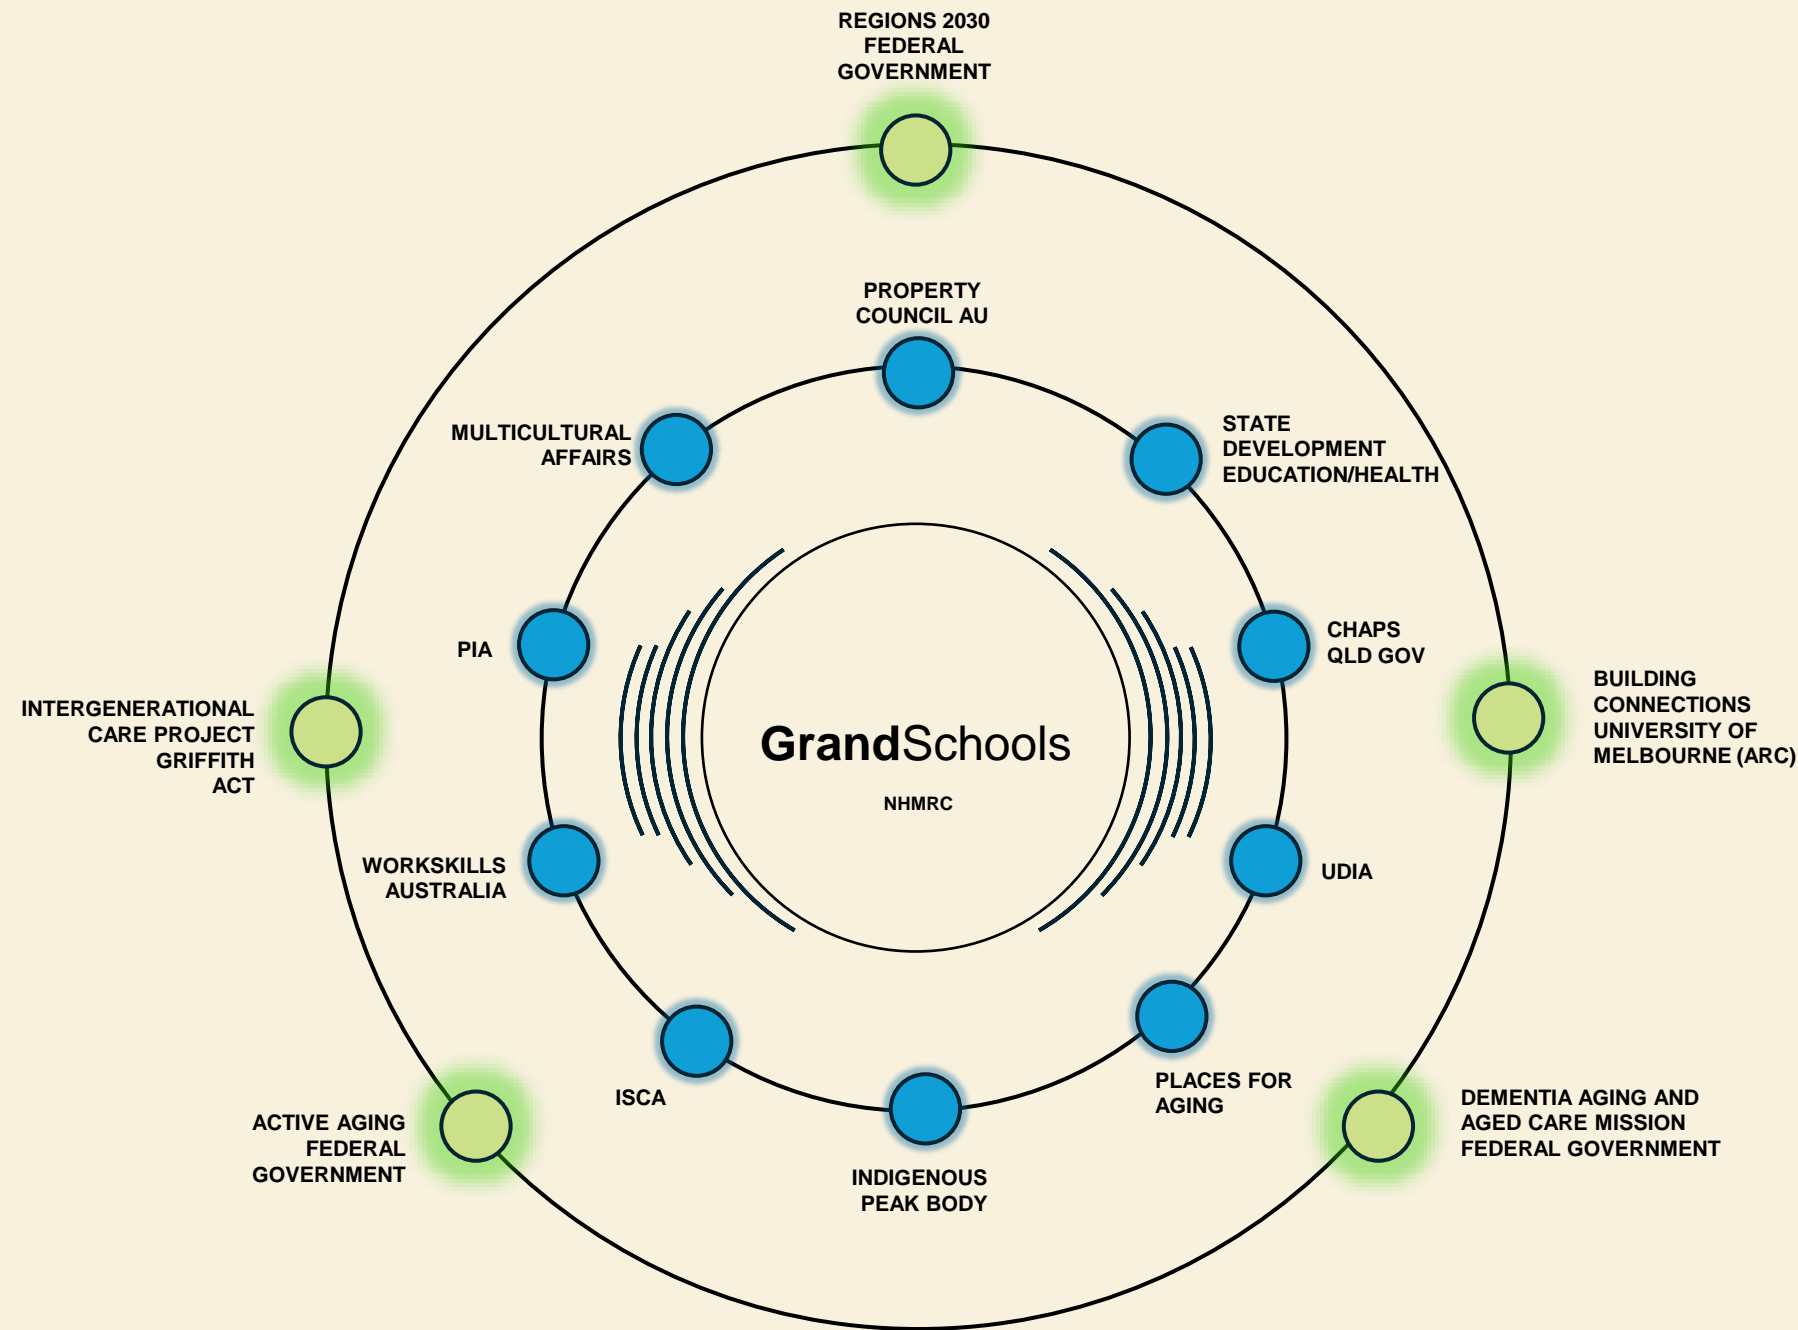 REGIONS 2030
FEDERAL
GOVERNMENT
PROPERTY
COUNCIL AU
MULTICULTURAL
AFFAIRS
STATE
DEVELOPMENT
EDUCATION/HEALTH
PIA
CHAPS
QLD GOV
INTERGENERATIONAL
CARE PROJECT
GRIFFITH
ACT
BUILDING
CONNECTIONS
UNIVERSITY OF
MELBOURNE (ARC)
GrandSchools
NHMRC
WORKSKILLS
AUSTRALIA
UDIA
ISCA
PLACES FOR
AGING
ACTIVE AGING
FEDERAL
GOVERNMENT
INDIGENOUS
PEAK BODY
DEMENTIA AGING AND
AGED CARE MISSION
FEDERAL GOVERNMENT